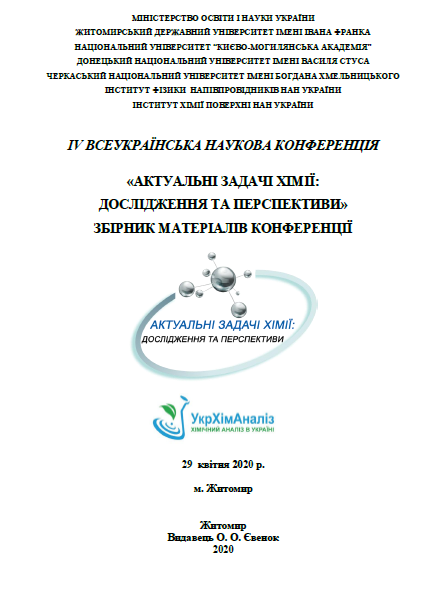 МІНІСТЕРСТВО ОСВІТИ І НАУКИ УКРАЇНИ
ЖИТОМИРСЬКИЙ ДЕРЖАВНИЙ УНІВЕРСИТЕТ ІМЕНІ ІВАНА ФРАНКА
НАЦІОНАЛЬНИЙ УНІВЕРСИТЕТ "КИЄВО-МОГИЛЯНСЬКА АКАДЕМІЯ"
ДОНЕЦЬКИЙ НАЦІОНАЛЬНИЙ УНІВЕРСИТЕТ ІМЕНІ ВАСИЛЯ СТУСА
ЧЕРКАСЬКИЙ НАЦІОНАЛЬНИЙ УНІВЕРСИТЕТ ІМЕНІ БОГДАНА ХМЕЛЬНИЦЬКОГО
ІНСТИТУТ ФІЗИКИ НАПІВПРОВІДНИКІВ НАН УКРАЇНИ
ІНСТИТУТ ХІМІЇ ПОВЕРХНІ НАН УКРАЇНИ
IV ВСЕУКРАЇНСЬКА НАУКОВА КОНФЕРЕНЦІЯ
«АКТУАЛЬНІ ЗАДАЧІ ХІМІЇ:
ДОСЛІДЖЕННЯ ТА ПЕРСПЕКТИВИ»
ЗБІРНИК МАТЕРІАЛІВ КОНФЕРЕНЦІЇ
АКТУАЛЬНІ ЗАДАЧІ ХІМІЇ:
ДОСЛІДЖЕННЯ ТА ПЕРСПЕКТИВИ
УкрХімАналіз
ХІМІЧНИЙ АНАЛІЗ В УКРАЇНІ
29 квітня 2020 р.
м. Житомир
Житомир
Видавець О. О. Євенок
2020